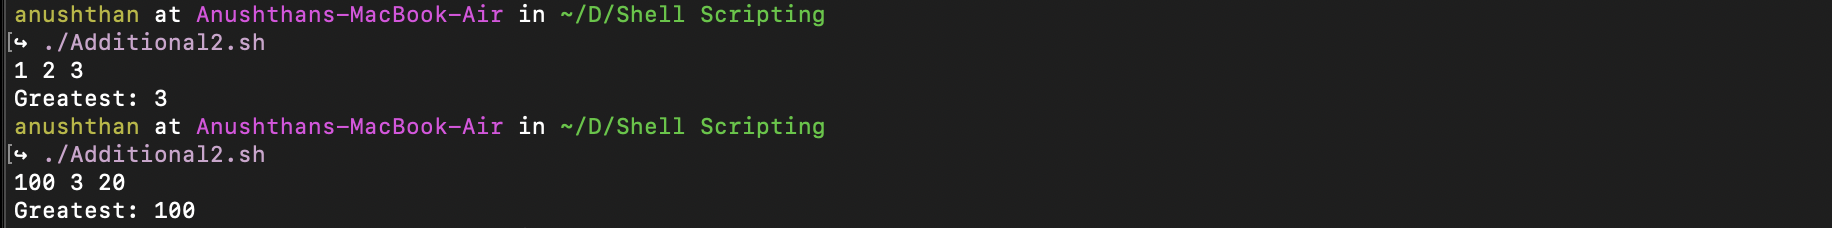 anushthan at Anushthans-MacBook-Air in ~/D/Shell Scripting
[↪ ./Additional2.sh
1 2 3
Greatest: 3
anushthan at Anushthans-MacBook-Air in ~/D/Shell Scripting
[↪ ./Additional2.sh
100 3 20
Greatest: 100